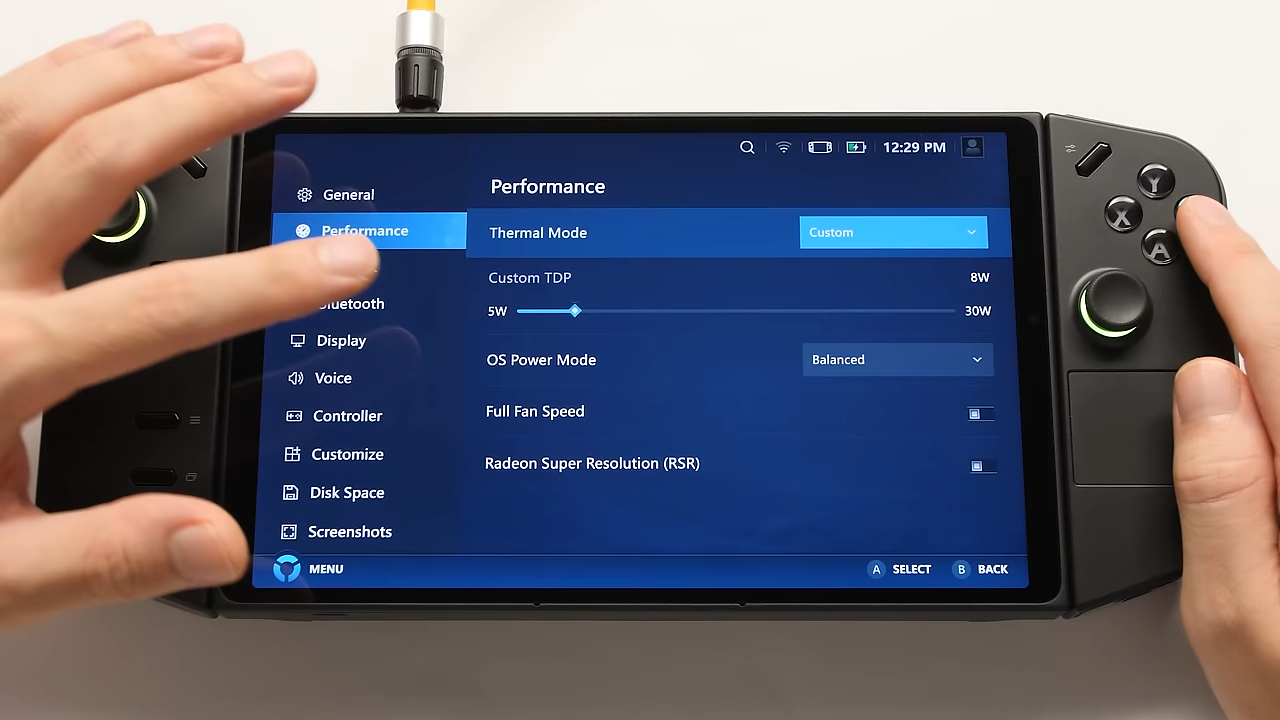 12:29 PM
General
Performance
Bluetooth
Display
Voice
Controller
Customize
Disk Space
Screenshots
Performance
Thermal Mode
Custom
Custom TDP
8W
5W
30W
OS Power Mode
Balanced
Full Fan Speed
Radeon Super Resolution (RSR)
MENU
A SELECT
B BACK
Y
X
A